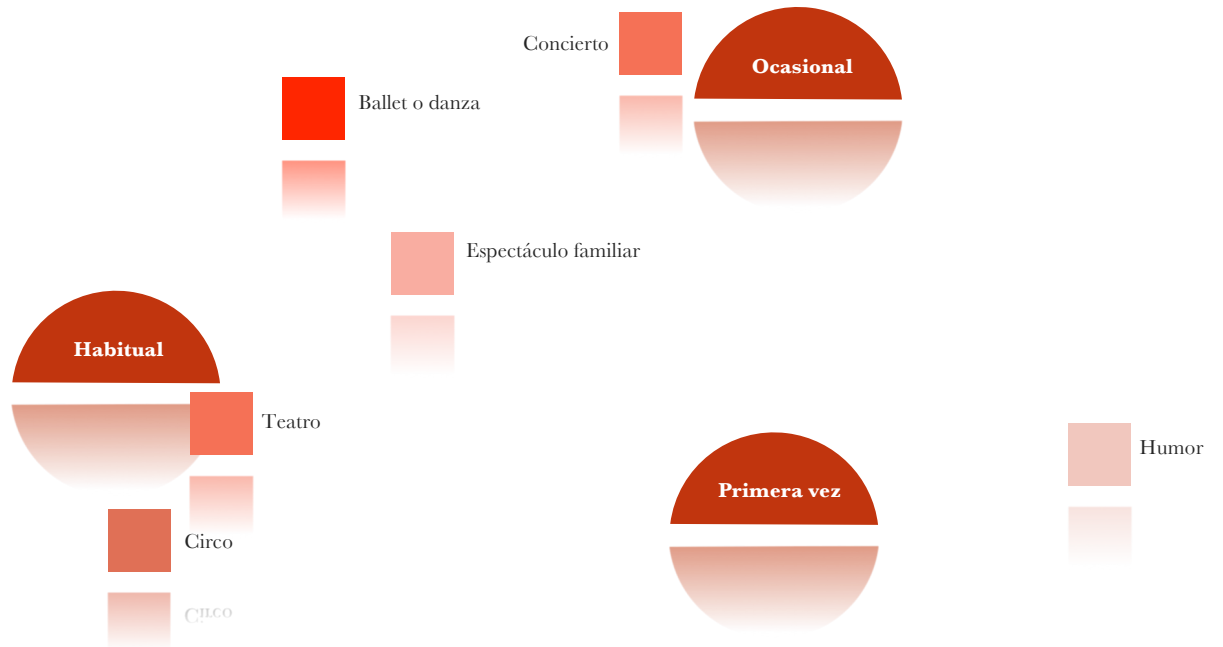 Concierto
Ocasional
Ballet o danza
Espectáculo familiar
Habitual
Teatro
Humor
Primera vez
Circo